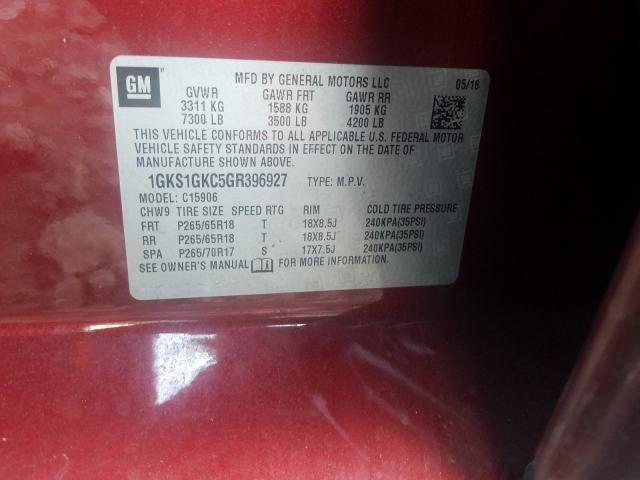 GM
MFD BY GENERAL MOTORS LLC 05/16
GVWR GAWR FRT GAWR RR
3311 KG 1588 KG 1905 KG
7300 LB 3500 LB 4200 LB
THIS VEHICLE CONFORMS TO ALL APPLICABLE U.S. FEDERAL MOTOR
VEHICLE SAFETY STANDARDS IN EFFECT ON THE DATE OF
MANUFACTURE SHOWN ABOVE.
1GKS1GKC5GR396927 TYPE: M.P.V.
MODEL: C15906
CHW9 TIRE SIZE SPEED RTG RIM COLD TIRE PRESSURE
FRT P265/65R18 T 18X8.5J 240KPA(35PSI)
RR P265/65R18 T 18X8.5J 240KPA(35PSI)
SPA P265/70R17 S 17X7.5J 240KPA(35PSI)
SEE OWNER'S MANUAL FOR MORE INFORMATION.